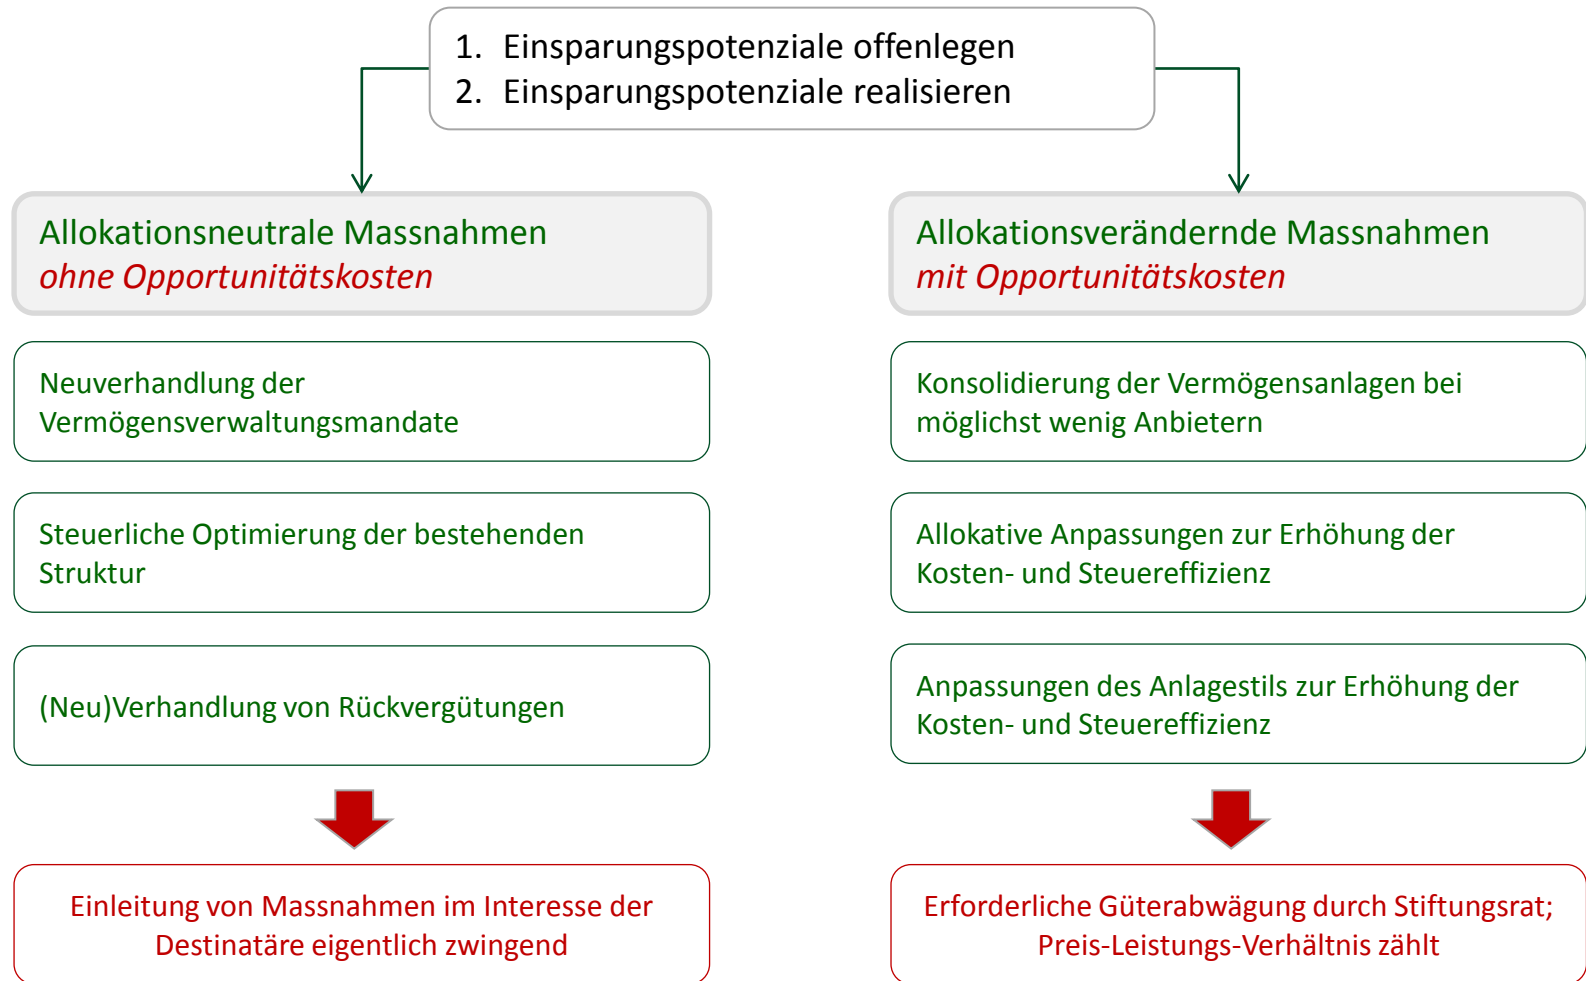 1. Einsparungspotenziale offenlegen
2. Einsparungspotenziale realisieren
Allokationsneutrale Massnahmen
ohne Opportunitätskosten
Neuverhandlung der
Vermögensverwaltungsmandate
Steuerliche Optimierung der bestehenden
Struktur
(Neu)Verhandlung von Rückvergütungen
Einleitung von Massnahmen im Interesse der
Destinatäre eigentlich zwingend
Allokationsverändernde Massnahmen
mit Opportunitätskosten
Konsolidierung der Vermögensanlagen bei
möglichst wenig Anbietern
Allokative Anpassungen zur Erhöhung der
Kosten- und Steuereffizienz
Anpassungen des Anlagestils zur Erhöhung der
Kosten- und Steuereffizienz
Erforderliche Güterabwägung durch Stiftungsrat;
Preis-Leistungs-Verhältnis zählt